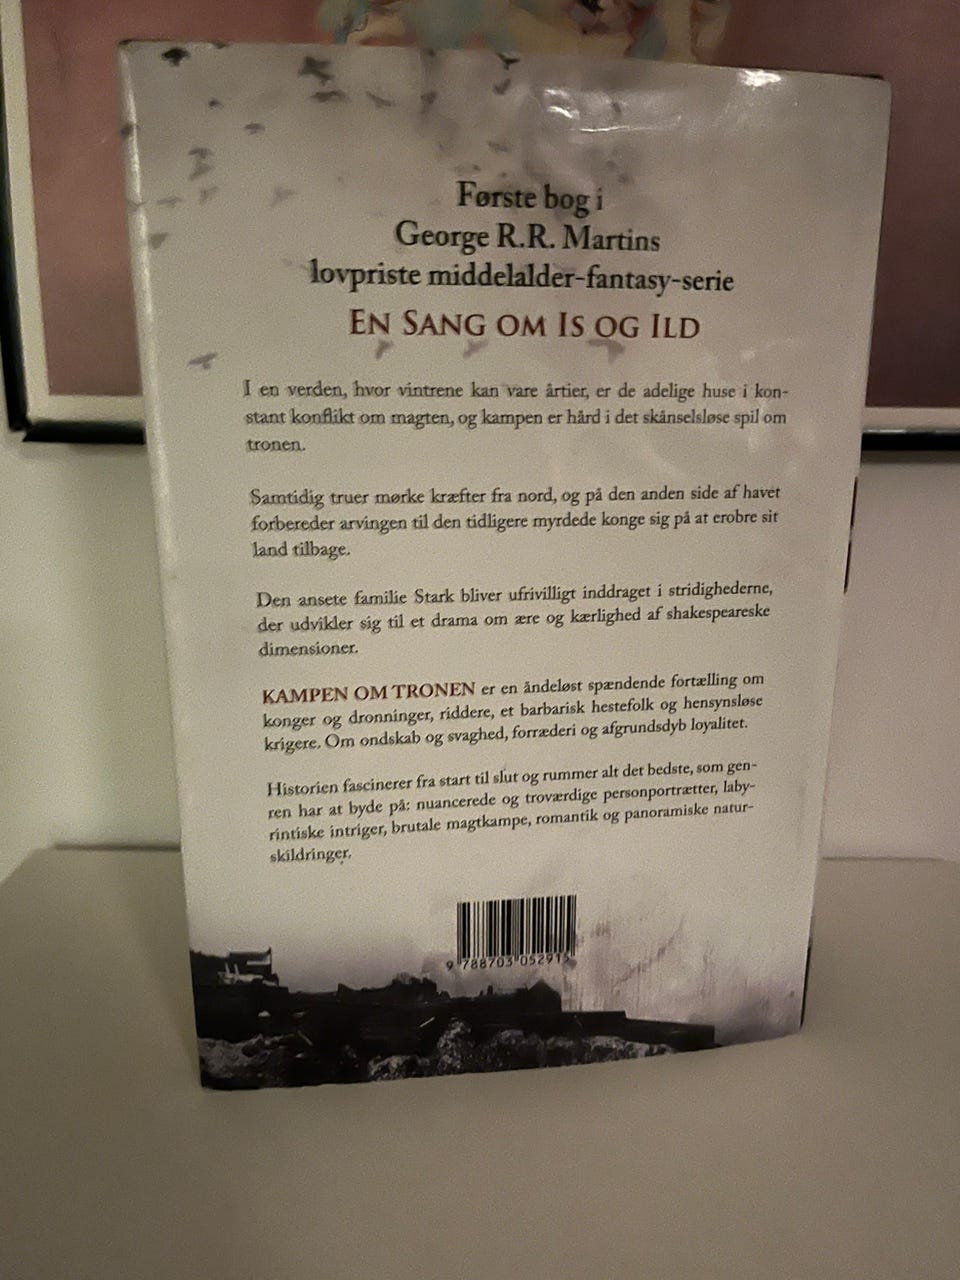 Første bog i
George R.R. Martins
lovpriste middelalder-fantasy-serie
EN SANG OM IS OG ILD
I en verden, hvor vintrene kan vare årtier, er de adelige huse i kon-
stant konflikt om magten, og kampen er hård i det skånselsløse spil om
tronen.
Samtidig truer mørke kræfter fra nord, og på den anden side af havet
forbereder arvingen til den tidligere myrdede konge sig på at erobre sit
land tilbage.
Den ansete familie Stark bliver ufrivilligt inddraget i stridighederne,
der udvikler sig til et drama om ære og kærlighed af shakespeareske
dimensioner.
KAMPEN OM TRONEN er en åndeløst spændende fortælling om
konger og dronninger, riddere, et barbarisk hestefolk og hensynsløse
krigere. Om ondskab og svaghed, forræderi og afgrundsdyb loyalitet.
Historien fascinerer fra start til slut og rummer alt det bedste, som gen-
ren har at byde på: nuancerede og troværdige personportrætter, laby-
rintiske intriger, brutale magtkampe, romantik og panoramiske natur-
skildringer.
9 788703 052915